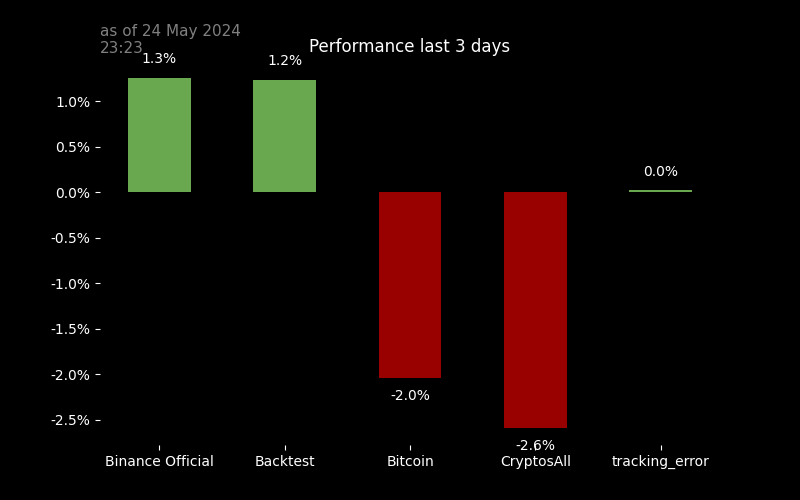 as of 24 May 2024
23:23
Performance last 3 days
1.3%
1.2%
0.0%
-2.0%
-2.6%
1.0%
0.5%
0.0%
-0.5%
-1.0%
-1.5%
-2.0%
-2.5%
Binance Official
Backtest
Bitcoin
CryptosAll
tracking_error